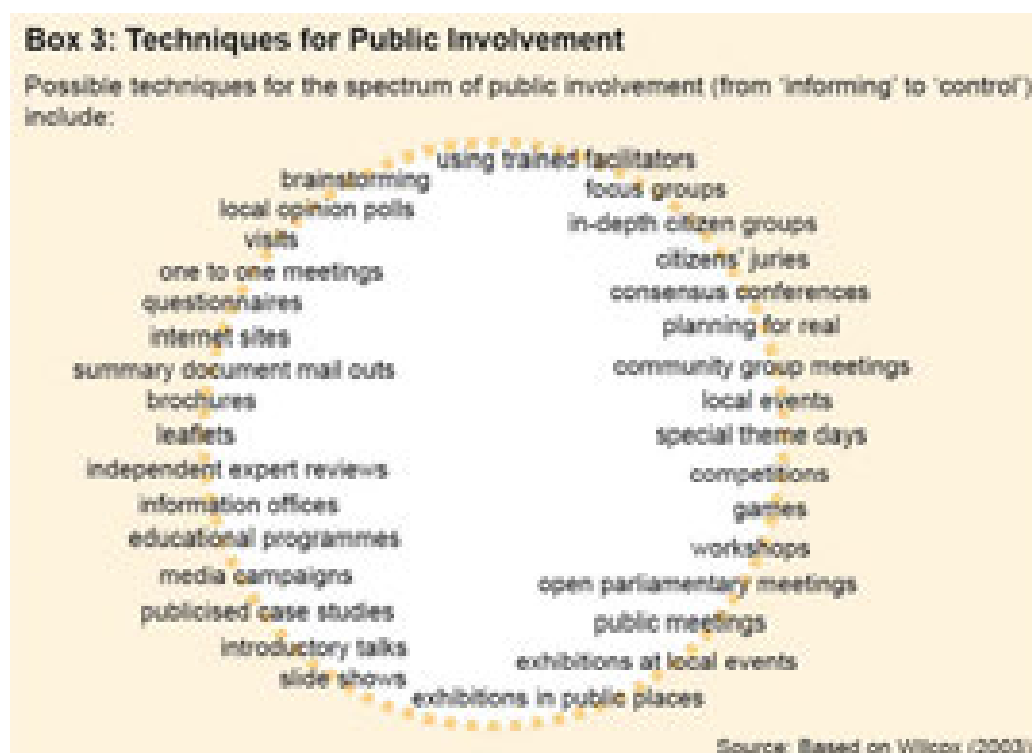 Box 3: Techniques for Public Involvement
Possible techniques for the spectrum of public involvement (from 'informing' to 'control')
include:
using trained facilitators
focus groups
in-depth citizen groups
citizens' juries
consensus conferences
planning for real
community group meetings
local events
special theme days
competitions
games
workshops
open parliamentary meetings
public meetings
exhibitions at local events
exhibitions in public places
slide shows
introductory talks
publicised case studies
media campaigns
educational programmes
information offices
independent expert reviews
leaflets
brochures
summary document mail outs
internet sites
questionnaires
one to one meetings
visits
local opinion polls
brainstorming
Source: Based on